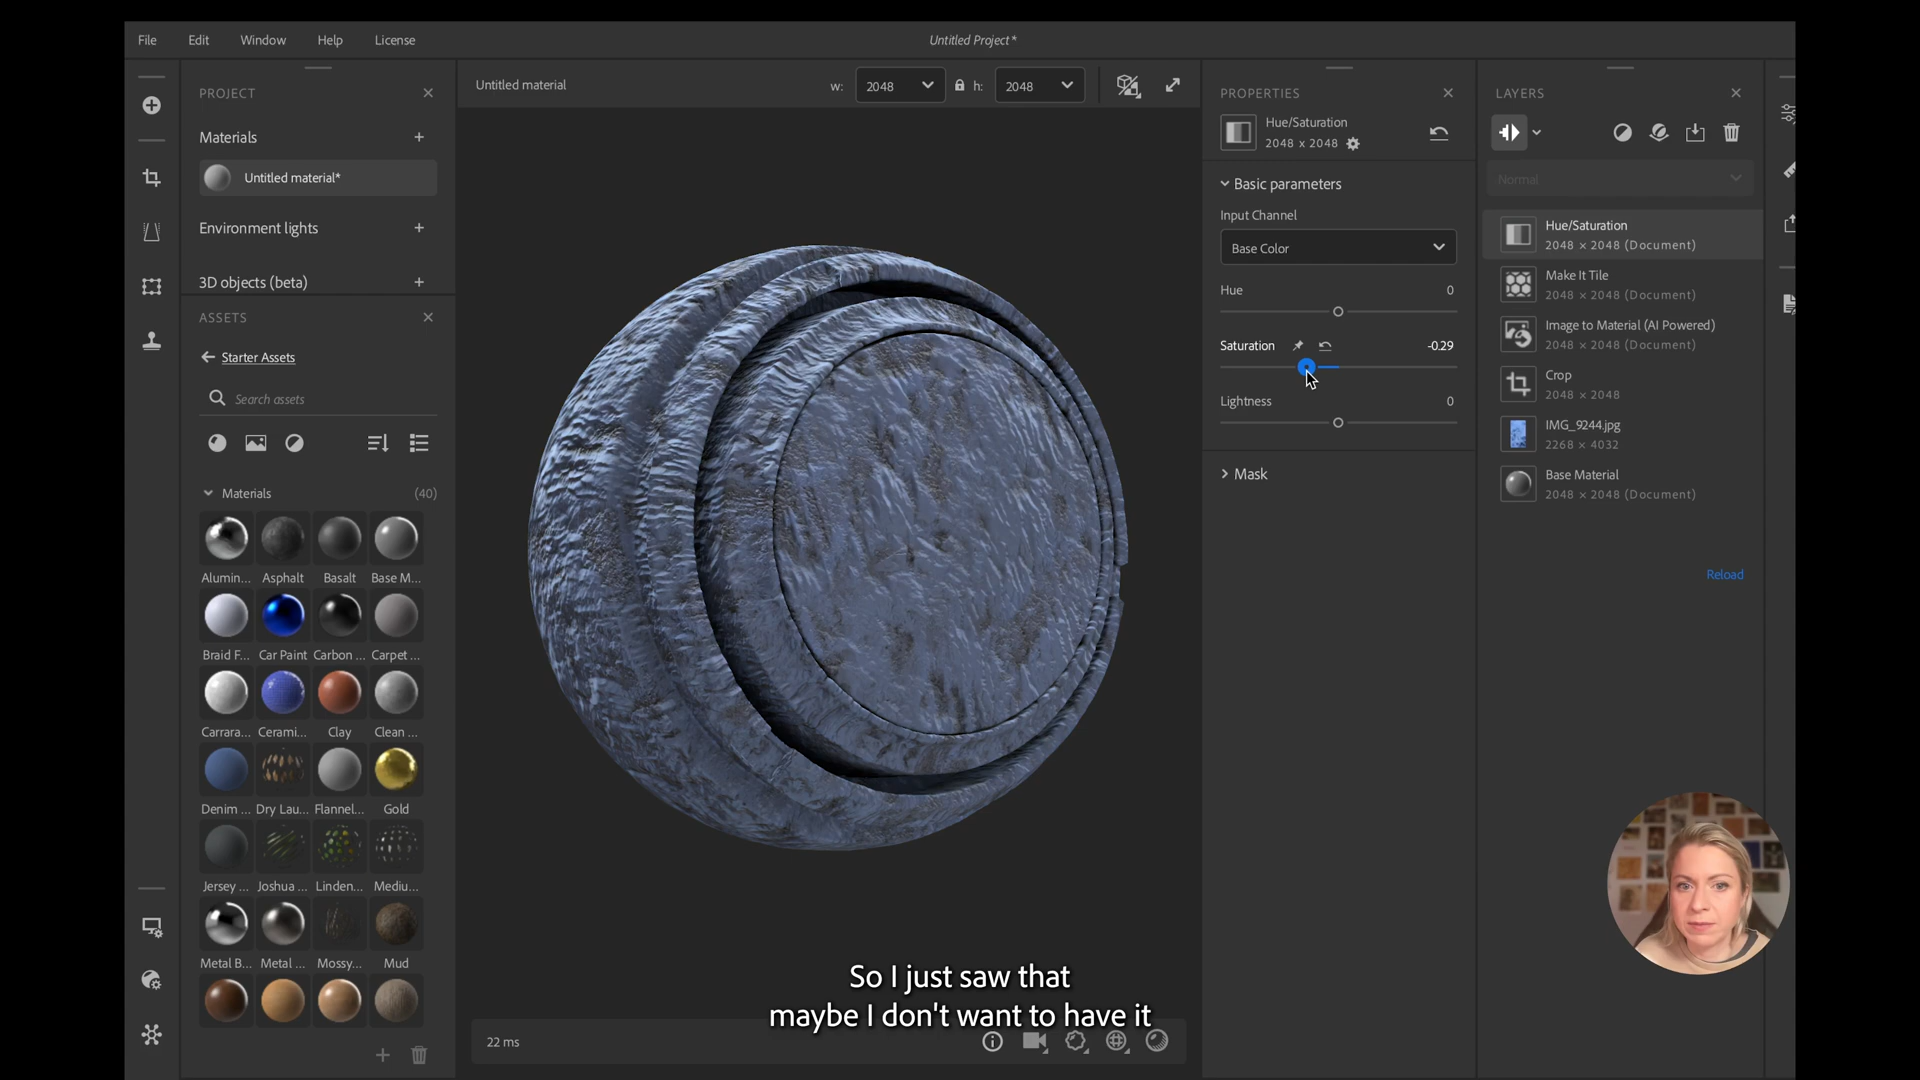 File
Edit
Window
Help
License
Untitled Project*
PROJECT
Materials
Untitled material*
Environment lights
3D objects (beta)
ASSETS
Starter Assets
Search assets
Materials
(40)
Alumin...
Asphalt
Basalt
Base M...
Braid F...
Car Paint
Carbon ...
Carpet ...
Carrara...
Cerami...
Clay
Clean ...
Denim ...
Dry Lau...
Flannel...
Gold
Jersey ...
Joshua ...
Linden...
Mediu...
Metal B...
Metal ...
Mossy...
Mud
Untitled material
w:
2048
h:
2048
22 ms
So I just saw that
maybe I don't want to have it
PROPERTIES
Hue/Saturation
2048 x 2048
Basic parameters
Input Channel
Base Color
Hue
0
Saturation
-0.29
Lightness
0
Mask
LAYERS
Normal
Hue/Saturation
2048 × 2048 (Document)
Make It Tile
2048 × 2048 (Document)
Image to Material (AI Powered)
2048 × 2048 (Document)
Crop
2048 × 2048
IMG_9244.jpg
2268 × 4032
Base Material
2048 × 2048 (Document)
Reload